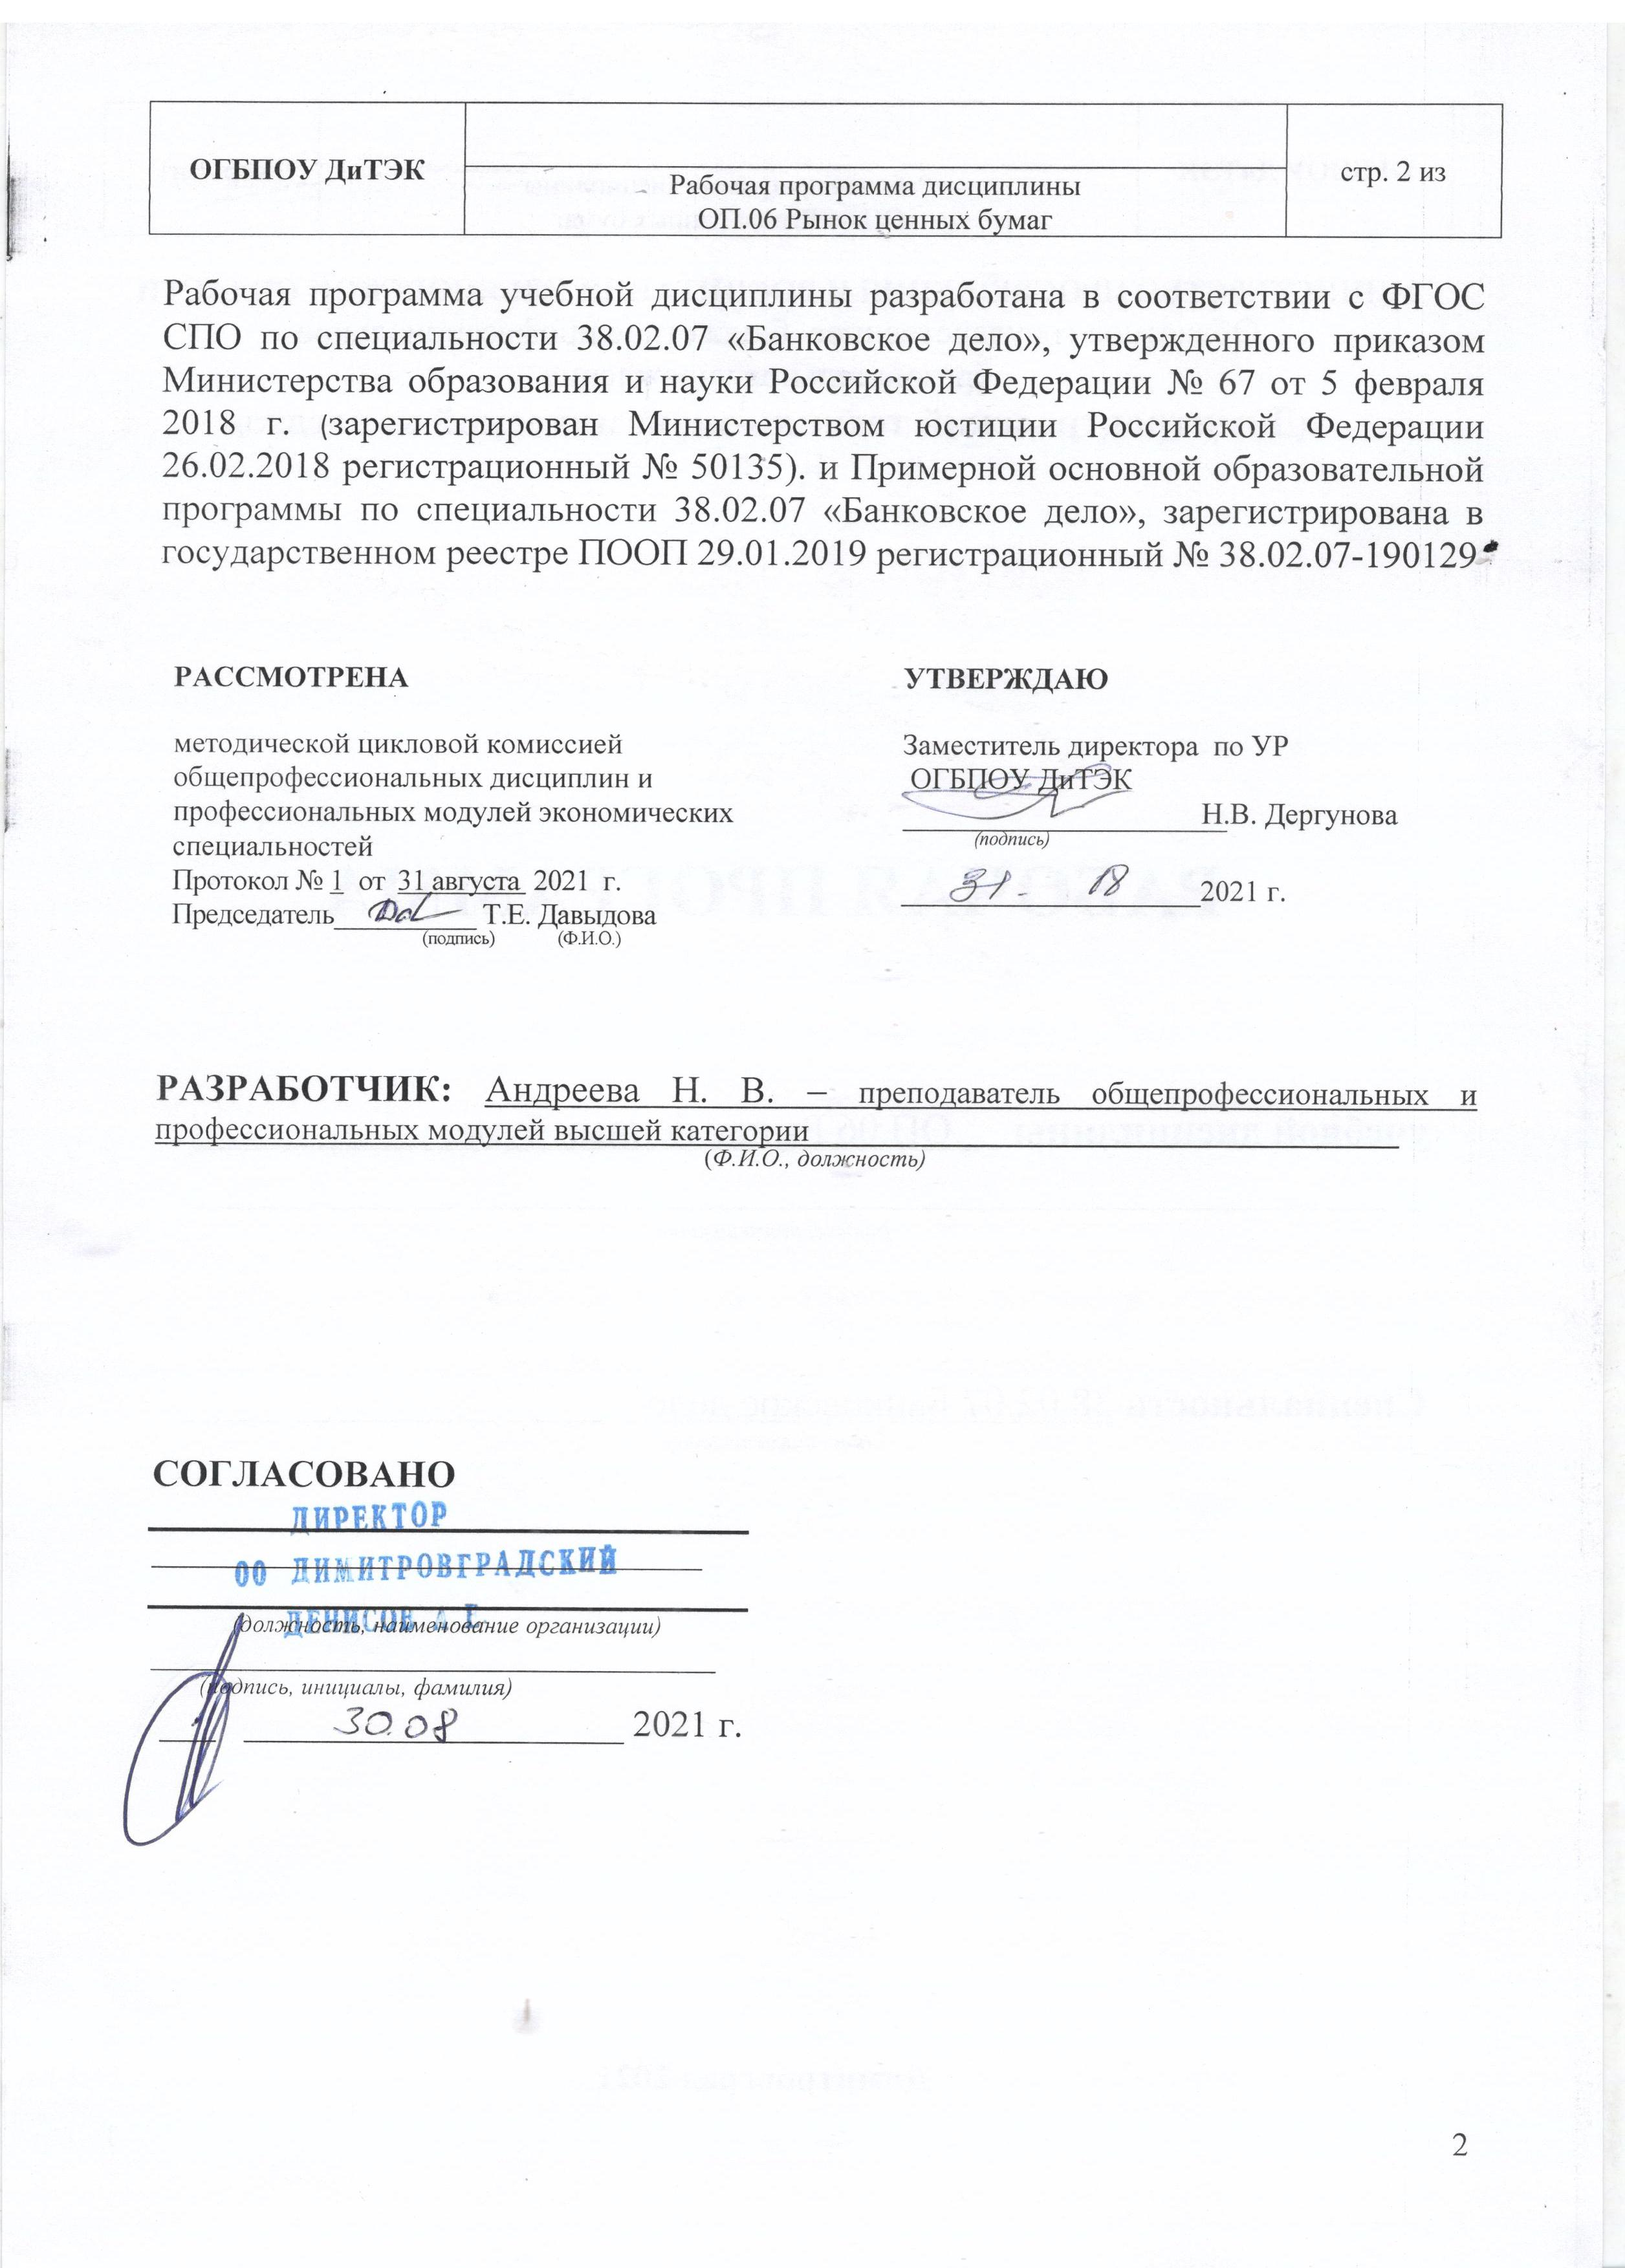 ОГБПОУ ДиТЭК
Рабочая программа дисциплины
ОП.06 Рынок ценных бумаг
стр. 2 из
Рабочая программа учебной дисциплины разработана в соответствии с ФГОС
СПО по специальности 38.02.07 «Банковское дело», утвержденного приказом
Министерства образования и науки Российской Федерации № 67 от 5 февраля
2018 г. (зарегистрирован Министерством юстиции Российской Федерации
26.02.2018 регистрационный № 50135). и Примерной основной образовательной
программы по специальности 38.02.07 «Банковское дело», зарегистрирована в
государственном реестре ПООП 29.01.2019 регистрационный № 38.02.07-190129
РАССМОТРЕНА
методической цикловой комиссией
общепрофессиональных дисциплин и
профессиональных модулей экономических
специальностей
Протокол № 1 от 31 августа 2021 г.
Председатель Т.Е. Давыдова
(подпись) (Ф.И.О.)
УТВЕРЖДАЮ
Заместитель директора по УР
ОГБПОУ ДиТЭК
Н.В. Дергунова
(подпись)
31 - 2021 г.
РАЗРАБОТЧИК: Андреева Н. В. – преподаватель общепрофессиональных и
профессиональных модулей высшей категории
(Ф.И.О., должность)
СОГЛАСОВАНО
ДИРЕКТОР
ОО ДИМИТРОВГРАДСКИЙ
ДЕНИСОВ А.Е.
(должность, наименование организации)
(подпись, инициалы, фамилия)
30.08 2021 г.
2